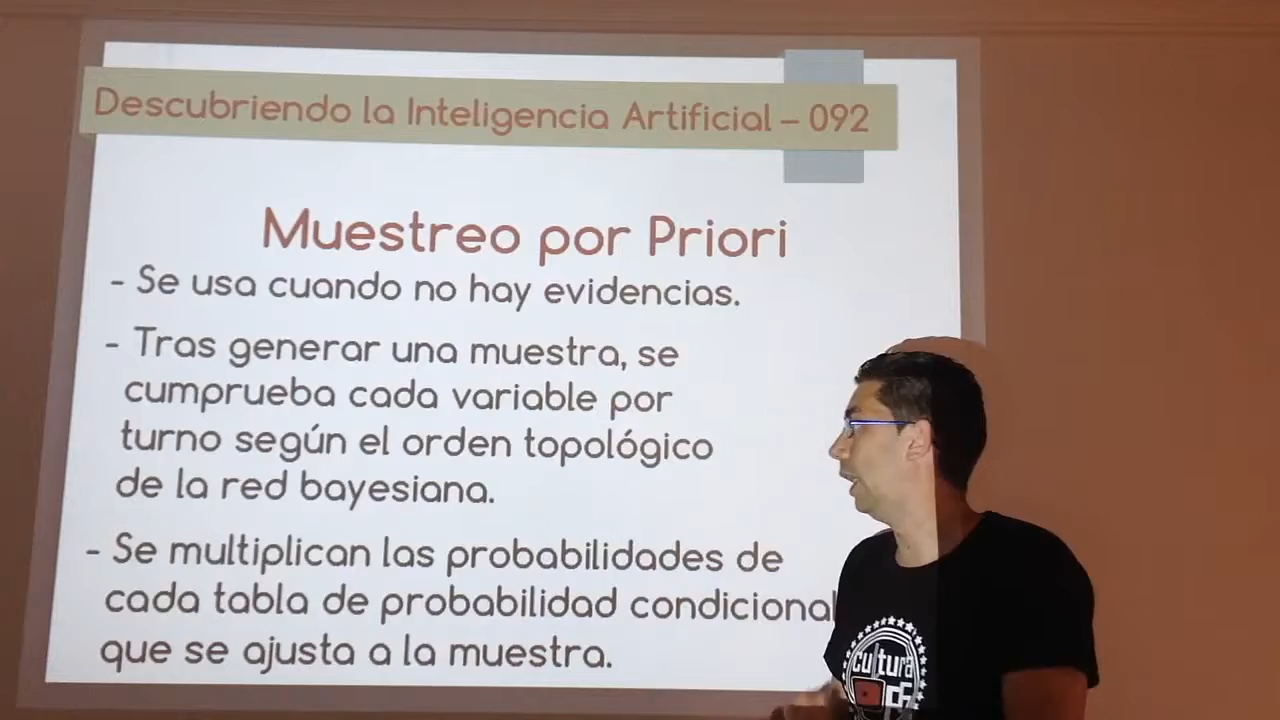 Descubriendo la Inteligencia Artificial – 092
Muestreo por Priori
- Se usa cuando no hay evidencias.
- Tras generar una muestra, se
cumprueba cada variable por
turno según el orden topológico
de la red bayesiana.
- Se multiplican las probabilidades de
cada tabla de probabilidad condicional
que se ajusta a la muestra.
cultura